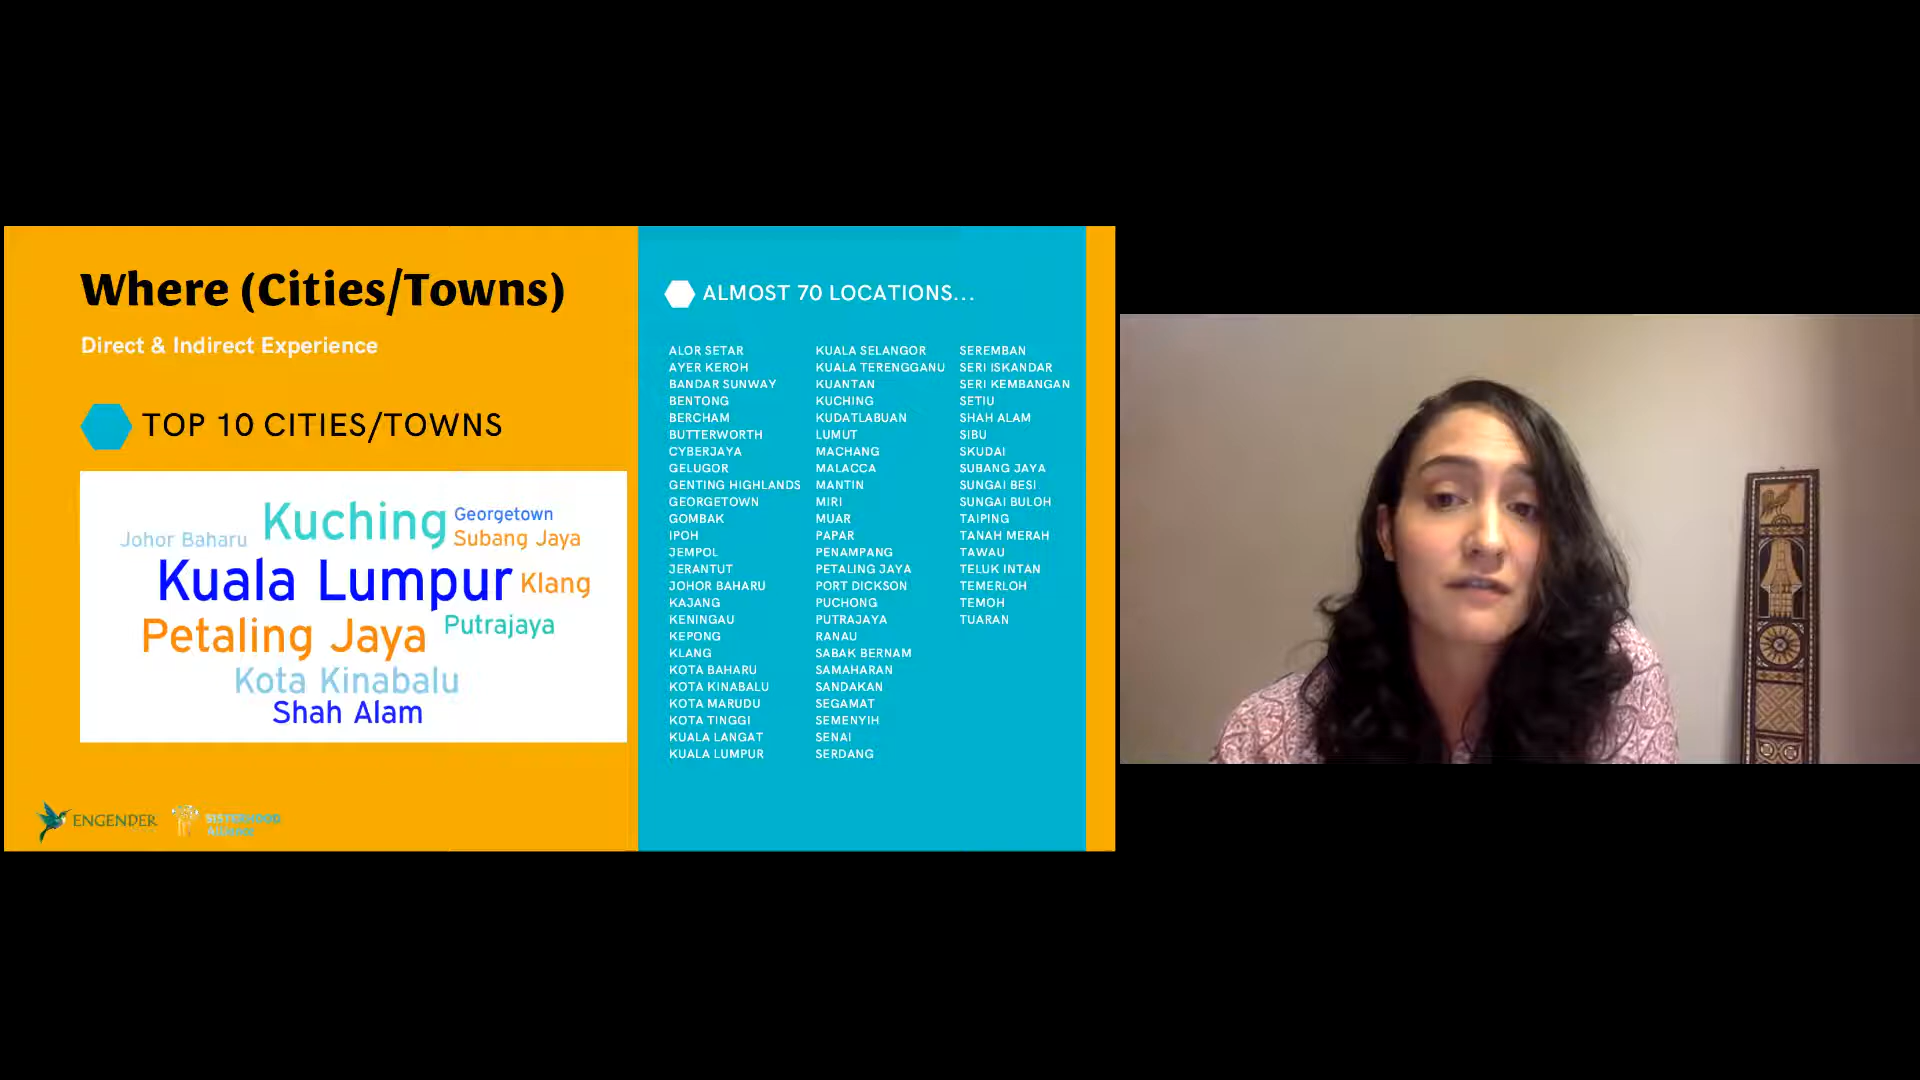 Where (Cities/Towns)
Direct & Indirect Experience
TOP 10 CITIES/TOWNS
Kuching
Georgetown
Johor Baharu
Subang Jaya
Kuala Lumpur
Klang
Petaling Jaya
Putrajaya
Kota Kinabalu
Shah Alam
ENGENDER
SISTERHOOD
Alliance
ALMOST 70 LOCATIONS...
ALOR SETAR
AYER KEROH
BANDAR SUNWAY
BENTONG
BERCHAM
BUTTERWORTH
CYBERJAYA
GELUGOR
GENTING HIGHLANDS
GEORGETOWN
GOMBAK
IPOH
JEMPOL
JERANTUT
JOHOR BAHARU
KAJANG
KENINGAU
KEPONG
KLANG
KOTA BAHARU
KOTA KINABALU
KOTA MARUDU
KOTA TINGGI
KUALA LANGAT
KUALA LUMPUR
KUALA SELANGOR
KUALA TERENGGANU
KUANTAN
KUCHING
KUDATLABUAN
LUMUT
MACHANG
MALACCA
MANTIN
MIRI
MUAR
PAPAR
PENAMPANG
PETALING JAYA
PORT DICKSON
PUCHONG
PUTRAJAYA
RANAU
SABAK BERNAM
SAMAHARAN
SANDAKAN
SEGAMAT
SEMENYIH
SENAI
SERDANG
SEREMBAN
SERI ISKANDAR
SERI KEMBANGAN
SETIU
SHAH ALAM
SIBU
SKUDAI
SUBANG JAYA
SUNGAI BESI
SUNGAI BULOH
TAIPING
TANAH MERAH
TAWAU
TELUK INTAN
TEMERLOH
TEMOH
TUARAN